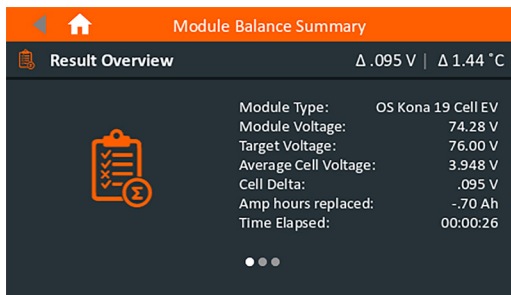 Module Balance Summary
Result Overview Δ .095 V | Δ 1.44 °C
Module Type: OS Kona 19 Cell EV
Module Voltage: 74.28 V
Target Voltage: 76.00 V
Average Cell Voltage: 3.948 V
Cell Delta: .095 V
Amp hours replaced: -.70 Ah
Time Elapsed: 00:00:26
Σ